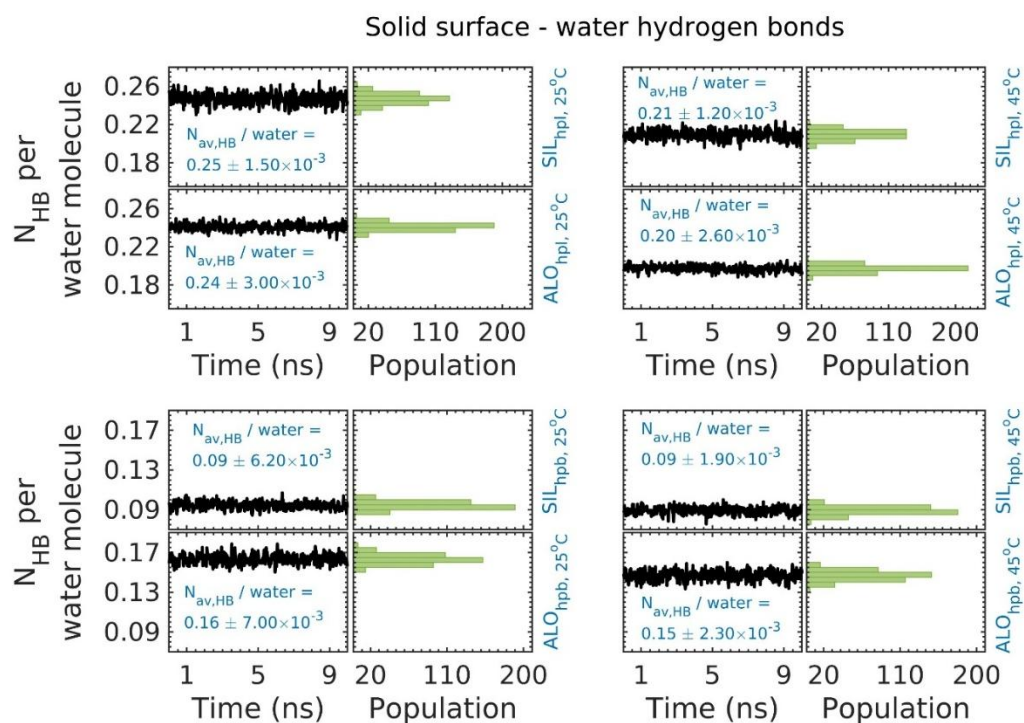 Solid surface - water hydrogen bonds
N_HB per
water molecule
0.26
0.22
0.18
N_av,HB / water =
0.25 ± 1.50×10^-3
SIL_hpl, 25°C
N_av,HB / water =
0.21 ± 1.20×10^-3
SIL_hpl, 45°C
0.26
0.22
0.18
N_av,HB / water =
0.24 ± 3.00×10^-3
ALO_hpl, 25°C
N_av,HB / water =
0.20 ± 2.60×10^-3
ALO_hpl, 45°C
1 5 9 20 110 200 1 5 9 20 110 200
Time (ns) Population Time (ns) Population
N_HB per
water molecule
0.17
0.13
0.09
N_av,HB / water =
0.09 ± 6.20×10^-3
SIL_hpb, 25°C
N_av,HB / water =
0.09 ± 1.90×10^-3
SIL_hpb, 45°C
0.17
0.13
0.09
N_av,HB / water =
0.16 ± 7.00×10^-3
ALO_hpb, 25°C
N_av,HB / water =
0.15 ± 2.30×10^-3
ALO_hpb, 45°C
1 5 9 20 110 200 1 5 9 20 110 200
Time (ns) Population Time (ns) Population